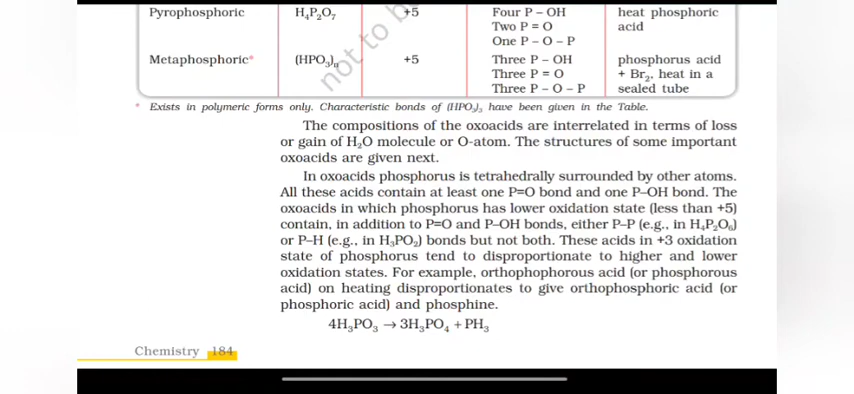 Pyrophosphoric H₄P₂O₇ +5 Four P – OH heat phosphoric
Two P = O acid
One P – O – P
Metaphosphoric* (HPO₃)ₙ +5 Three P – OH phosphorus acid
Three P = O + Br₂, heat in a
Three P – O – P sealed tube
not to b
* Exists in polymeric forms only. Characteristic bonds of (HPO₃)₃ have been given in the Table.
The compositions of the oxoacids are interrelated in terms of loss
or gain of H₂O molecule or O-atom. The structures of some important
oxoacids are given next.
In oxoacids phosphorus is tetrahedrally surrounded by other atoms.
All these acids contain at least one P=O bond and one P–OH bond. The
oxoacids in which phosphorus has lower oxidation state (less than +5)
contain, in addition to P=O and P–OH bonds, either P–P (e.g., in H₄P₂O₆)
or P–H (e.g., in H₃PO₂) bonds but not both. These acids in +3 oxidation
state of phosphorus tend to disproportionate to higher and lower
oxidation states. For example, orthophophorous acid (or phosphorous
acid) on heating disproportionates to give orthophosphoric acid (or
phosphoric acid) and phosphine.
4H₃PO₃ → 3H₃PO₄ + PH₃
Chemistry 184